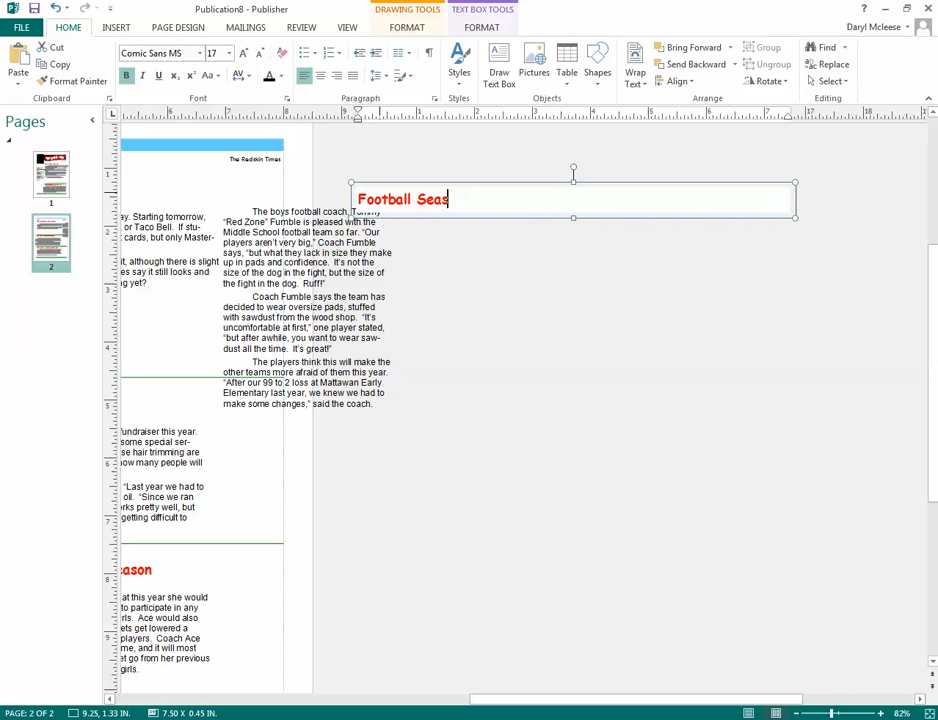 Publication8 - Publisher
DRAWING TOOLS
TEXT BOX TOOLS
FILE
HOME
INSERT
PAGE DESIGN
MAILINGS
REVIEW
VIEW
FORMAT
FORMAT
Daryl Mcleese
Paste
Cut
Copy
Format Painter
Clipboard
Comic Sans MS
17
Font
Paragraph
Styles
Styles
Draw
Text Box
Pictures
Table
Shapes
Objects
Wrap
Text
Bring Forward
Send Backward
Align
Group
Ungroup
Rotate
Arrange
Find
Replace
Select
Editing
Pages
1
2
The Redskin Times
Football Seas
ay. Starting tomorrow,
or Taco Bell. If stu-
cards, but only Master-
it, although there is slight
es say it still looks and
ng yet?
The boys football coach, Tommy
"Red Zone" Fumble is pleased with the
Middle School football team so far. "Our
players aren't very big," Coach Fumble
says, "but what they lack in size they make
up in pads and confidence. It's not the
size of the dog in the fight, but the size of
the fight in the dog. Ruff!"
Coach Fumble says the team has
decided to wear oversize pads, stuffed
with sawdust from the wood shop. "It's
uncomfortable at first," one player stated,
"but after awhile, you want to wear saw-
dust all the time. It's great!"
The players think this will make the
other teams more afraid of them this year.
"After our 99 to 2 loss at Mattawan Early
Elementary last year, we knew we had to
make some changes," said the coach.
fundraiser this year.
some special ser-
se hair trimming are
how many people will
"Last year we had to
oil. "Since we ran
rks pretty well, but
getting difficult to
eason
at this year she would
to participate in any
rls. Ace would also
ets get lowered a
players. Coach Ace
me, and it will most
et go from her previous
girls.
PAGE: 2 OF 2
9.25, 1.33 IN.
7.50 X 0.45 IN.
82%